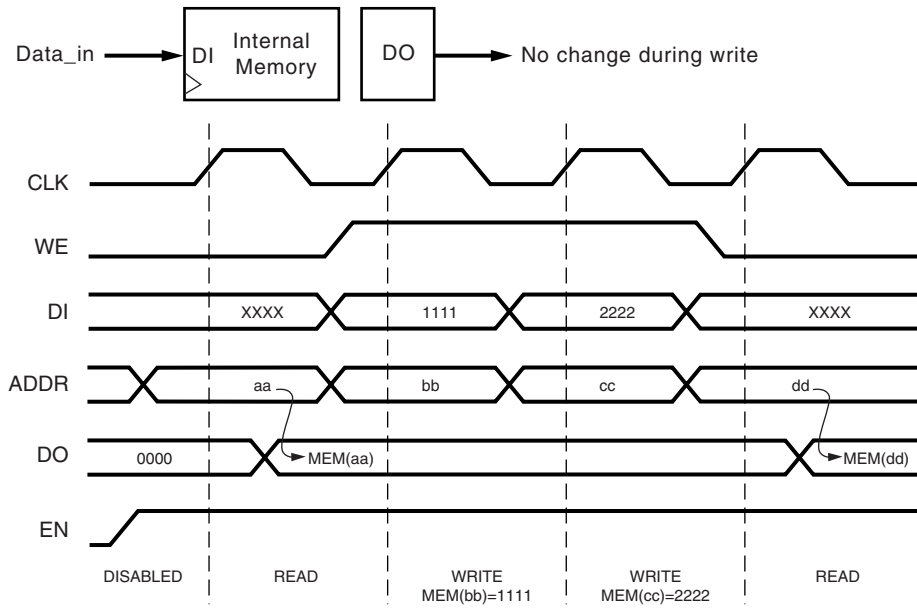 Data_in
DI
Internal
Memory
DO
No change during write
CLK
WE
DI
XXXX
1111
2222
XXXX
ADDR
aa
bb
cc
dd
DO
0000
MEM(aa)
MEM(dd)
EN
DISABLED
READ
WRITE
MEM(bb)=1111
WRITE
MEM(cc)=2222
READ